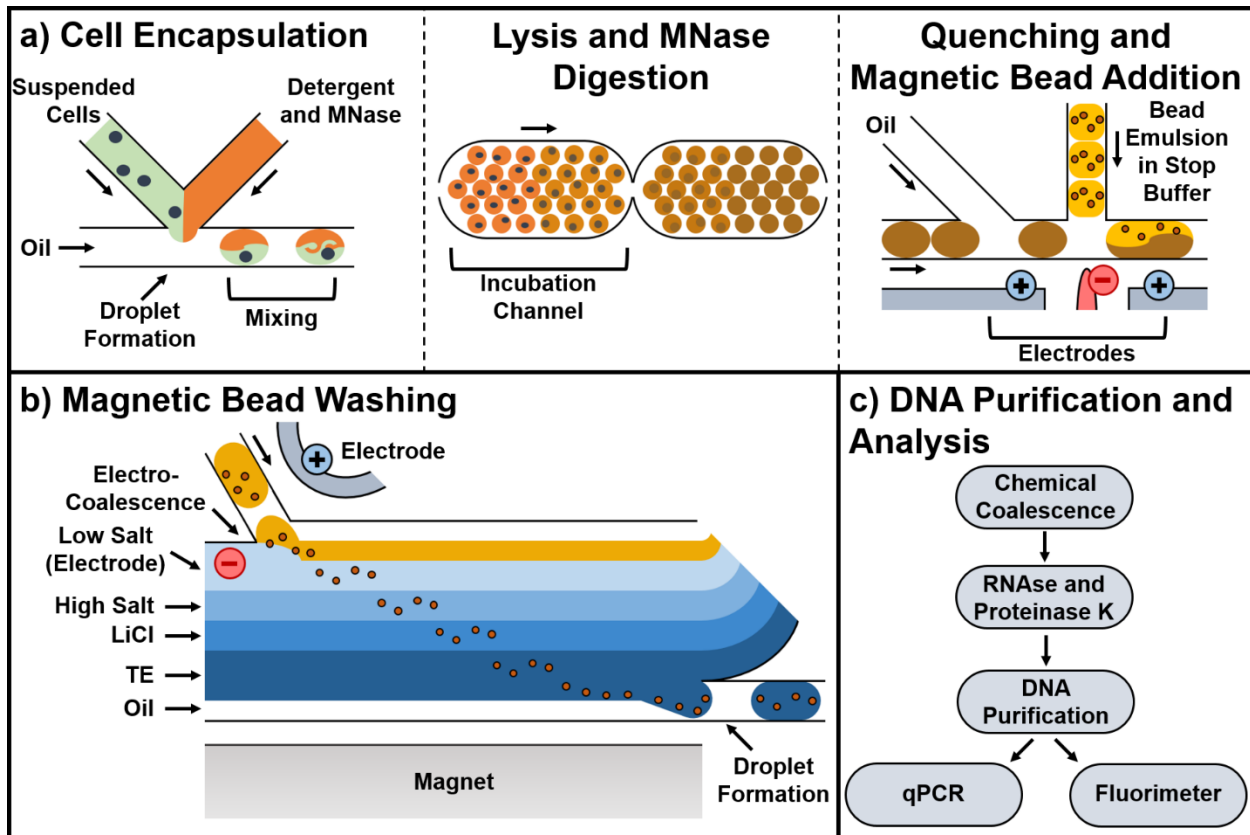 a) Cell Encapsulation
Suspended
Cells
Detergent
and MNase
Oil
Droplet
Formation
Mixing
Lysis and MNase
Digestion
Incubation
Channel
Quenching and
Magnetic Bead Addition
Oil
Bead
Emulsion
in Stop
Buffer
+
−
+
Electrodes
b) Magnetic Bead Washing
+
Electrode
Electro-
Coalescence
Low Salt
(Electrode)
−
High Salt
LiCl
TE
Oil
Magnet
Droplet
Formation
c) DNA Purification and
Analysis
Chemical
Coalescence
RNAse and
Proteinase K
DNA
Purification
qPCR
Fluorimeter